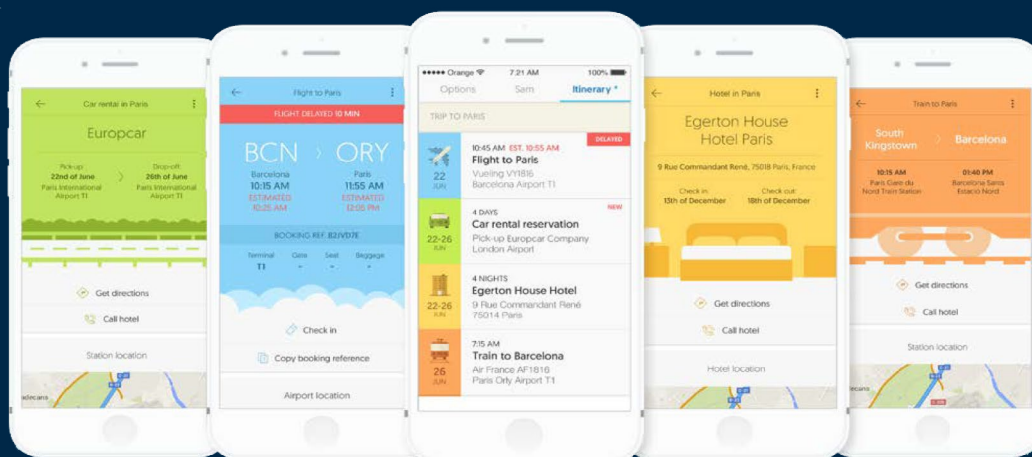 Car rental in Paris
Europcar
Pick-up:
22nd of June
Paris International
Airport T1
Drop-off:
26th of June
Paris International
Airport T1
Get directions
Call hotel
Station location
Flight to Paris
FLIGHT DELAYED 10 MIN
BCN > ORY
Barcelona
10:15 AM
ESTIMATED
10:25 AM
Paris
11:55 AM
ESTIMATED
12:05 PM
BOOKING REF. 82JVD7E
Terminal Gate Seat Baggage
T1 - - -
Check in
Copy booking reference
Airport location
Orange 7:21 AM 100%
Options Sam Itinerary *
TRIP TO PARIS
DELAYED
22
JUN
10:45 AM EST. 10:55 AM
Flight to Paris
Vueling VY1816
Barcelona Airport T1
NEW
22-26
JUN
4 DAYS
Car rental reservation
Pick-up Europcar Company
London Airport
22-26
JUN
4 NIGHTS
Egerton House Hotel
9 Rue Commandant René
75014 Paris
26
JUN
7:15 AM
Train to Barcelona
Air France AF1816
Paris Orly Airport T1
Hotel in Paris
Egerton House
Hotel Paris
9 Rue Commandant René, 75018 Paris, France
Check in:
13th of December
Check out:
18th of December
Get directions
Call hotel
Hotel location
Train to Paris
South
Kingstown > Barcelona
10:15 AM
Paris Gare du
Nord Train Station
01:40 PM
Barcelona Sants
Estació Nord
Get directions
Call hotel
Station location